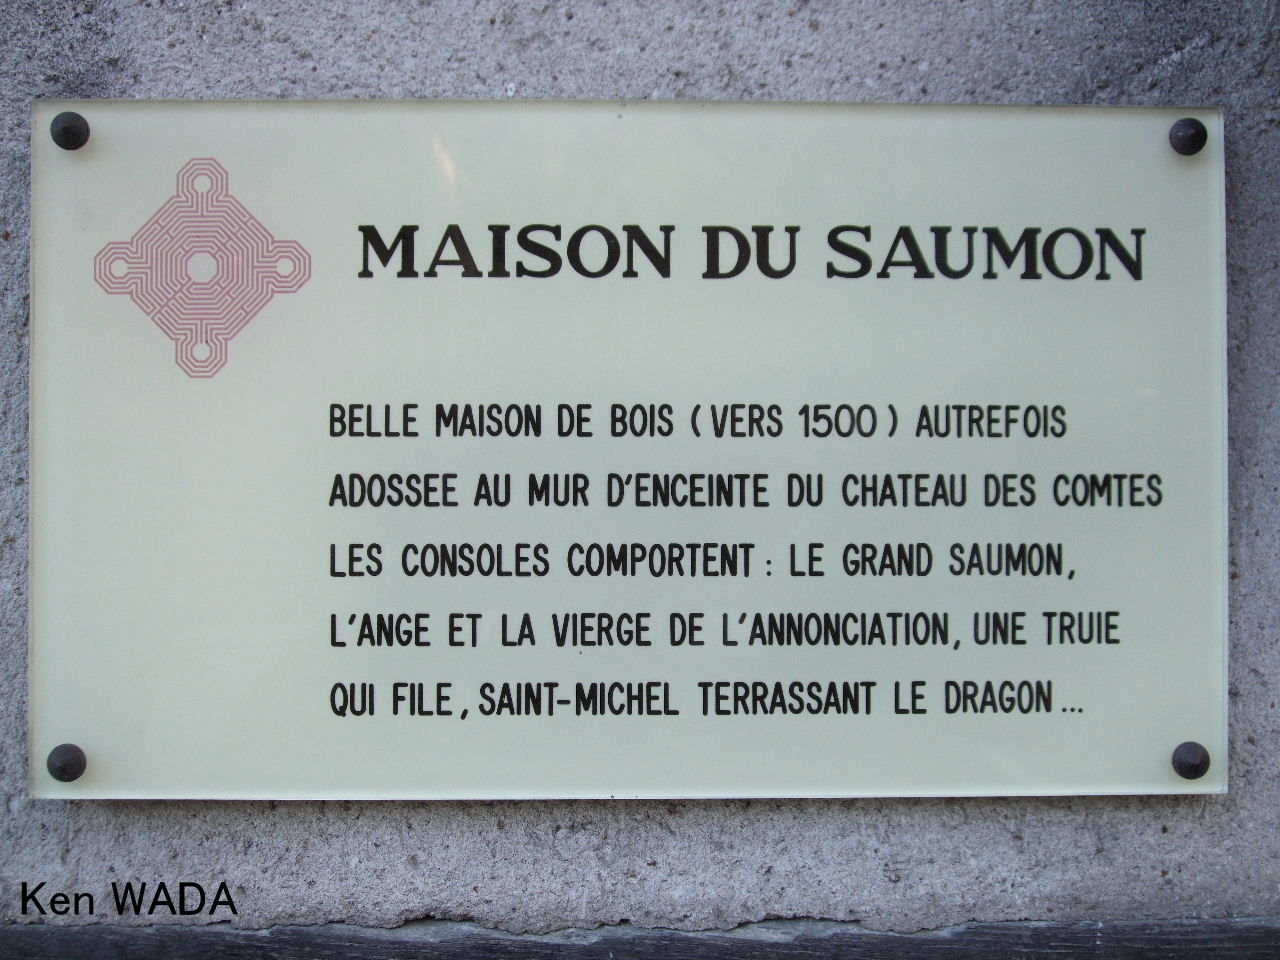 MAISON DU SAUMON
BELLE MAISON DE BOIS (VERS 1500) AUTREFOIS
ADOSSEE AU MUR D'ENCEINTE DU CHATEAU DES COMTES
LES CONSOLES COMPORTENT : LE GRAND SAUMON,
L'ANGE ET LA VIERGE DE L'ANNONCIATION, UNE TRUIE
QUI FILE, SAINT-MICHEL TERRASSANT LE DRAGON...
Ken WADA